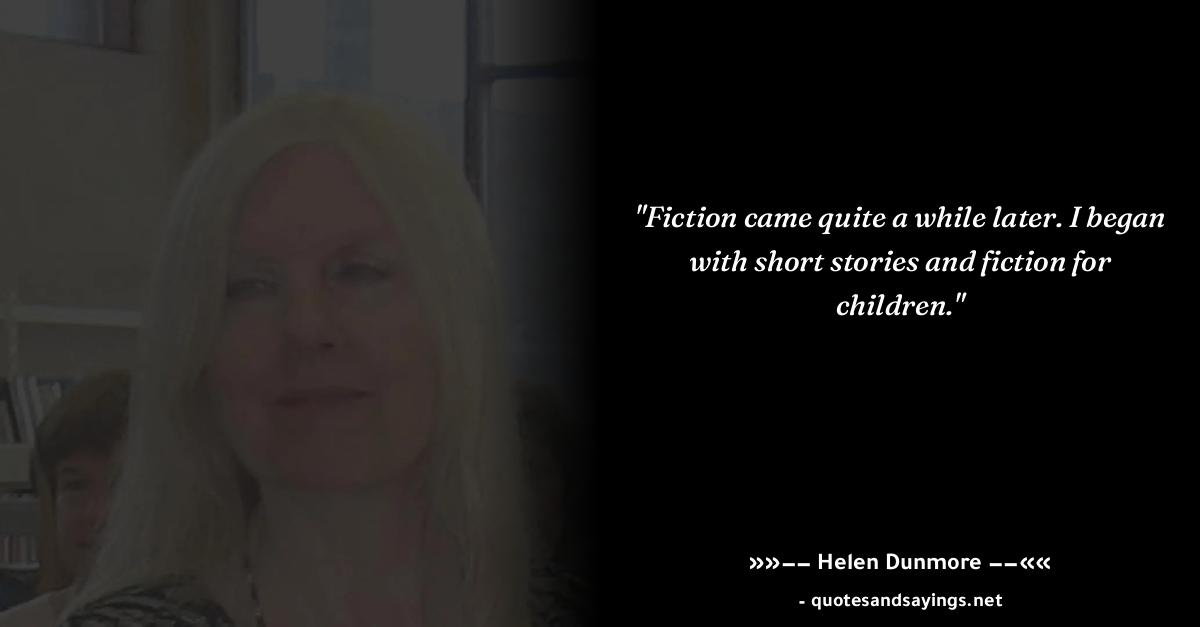 "Fiction came quite a while later. I began
with short stories and fiction for
children."
»»−− Helen Dunmore −−««
- quotesandsayings.net